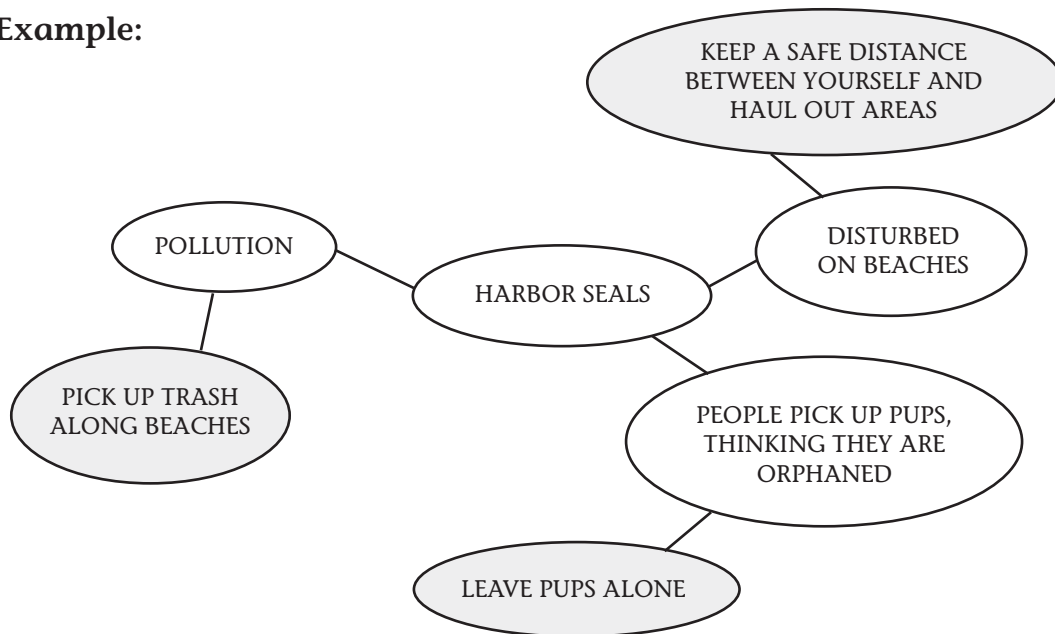 Example:
KEEP A SAFE DISTANCE
BETWEEN YOURSELF AND
HAUL OUT AREAS
POLLUTION
DISTURBED
ON BEACHES
HARBOR SEALS
PICK UP TRASH
ALONG BEACHES
PEOPLE PICK UP PUPS,
THINKING THEY ARE
ORPHANED
LEAVE PUPS ALONE